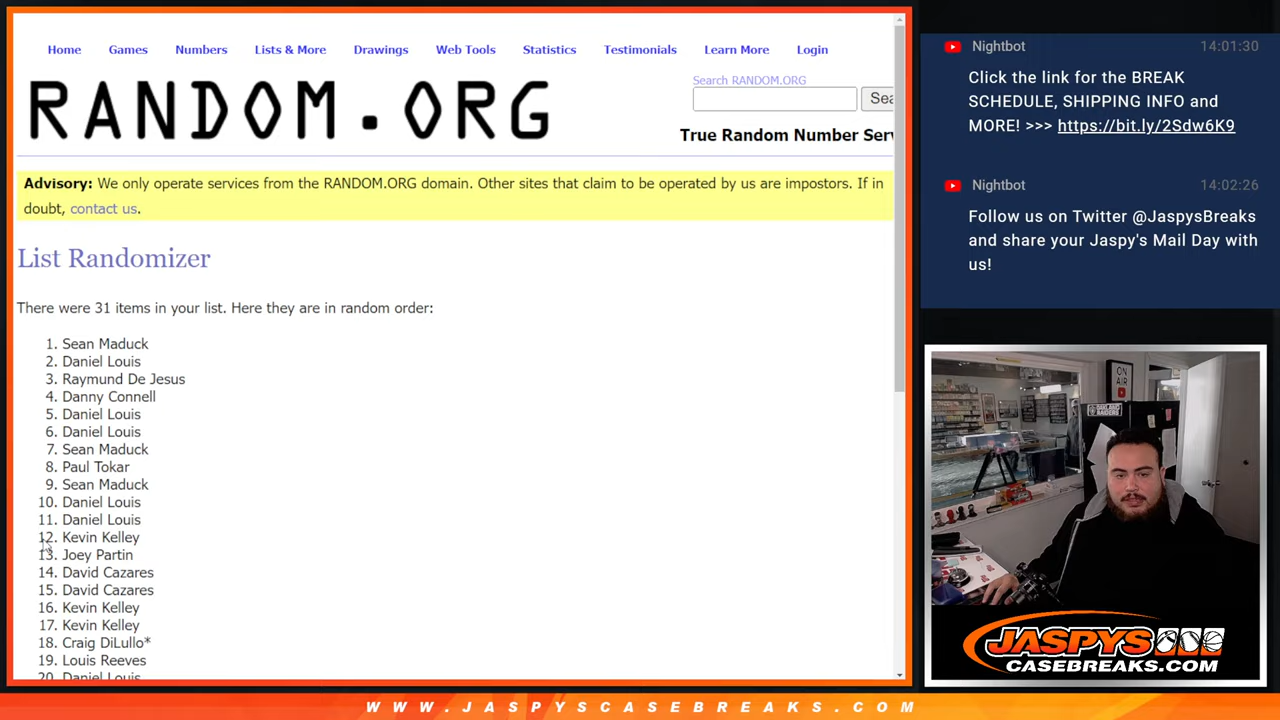 Home Games Numbers Lists & More Drawings Web Tools Statistics Testimonials Learn More Login
RANDOM.ORG
Search RANDOM.ORG
Sea
True Random Number Serv
Advisory: We only operate services from the RANDOM.ORG domain. Other sites that claim to be operated by us are impostors. If in
doubt, contact us.
List Randomizer
There were 31 items in your list. Here they are in random order:
1. Sean Maduck
2. Daniel Louis
3. Raymund De Jesus
4. Danny Connell
5. Daniel Louis
6. Daniel Louis
7. Sean Maduck
8. Paul Tokar
9. Sean Maduck
10. Daniel Louis
11. Daniel Louis
12. Kevin Kelley
13. Joey Partin
14. David Cazares
15. David Cazares
16. Kevin Kelley
17. Kevin Kelley
18. Craig DiLullo*
19. Louis Reeves
20. Daniel Louis
Nightbot 14:01:30
Click the link for the BREAK
SCHEDULE, SHIPPING INFO and
MORE! >>> https://bit.ly/2Sdw6K9
Nightbot 14:02:26
Follow us on Twitter @JaspysBreaks
and share your Jaspy's Mail Day with
us!
ON
AIR
OAKLAND
RAIDERS
JASPYS
CASEBREAKS.COM
WWW.JASPYSCASEBREAKS.COM